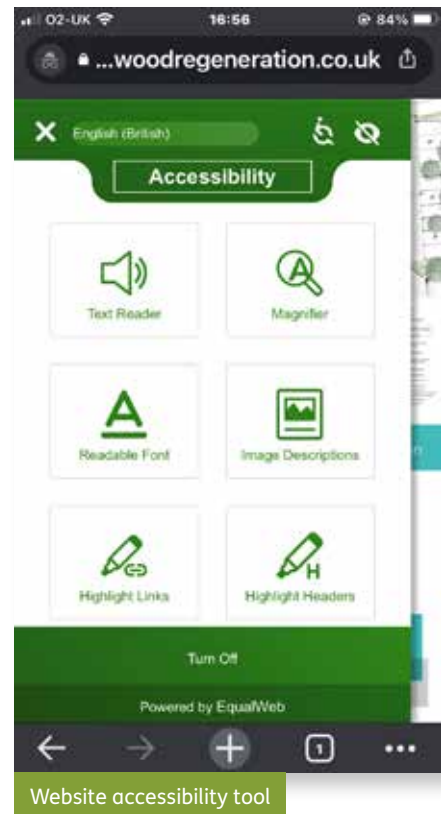 O2-UK 16:56 84%
...woodregeneration.co.uk
English (British)
Accessibility
Text Reader
Magnifier
Readable Font
Image Descriptions
Highlight Links
Highlight Headers
Turn Off
Powered by EqualWeb
1
Website accessibility tool